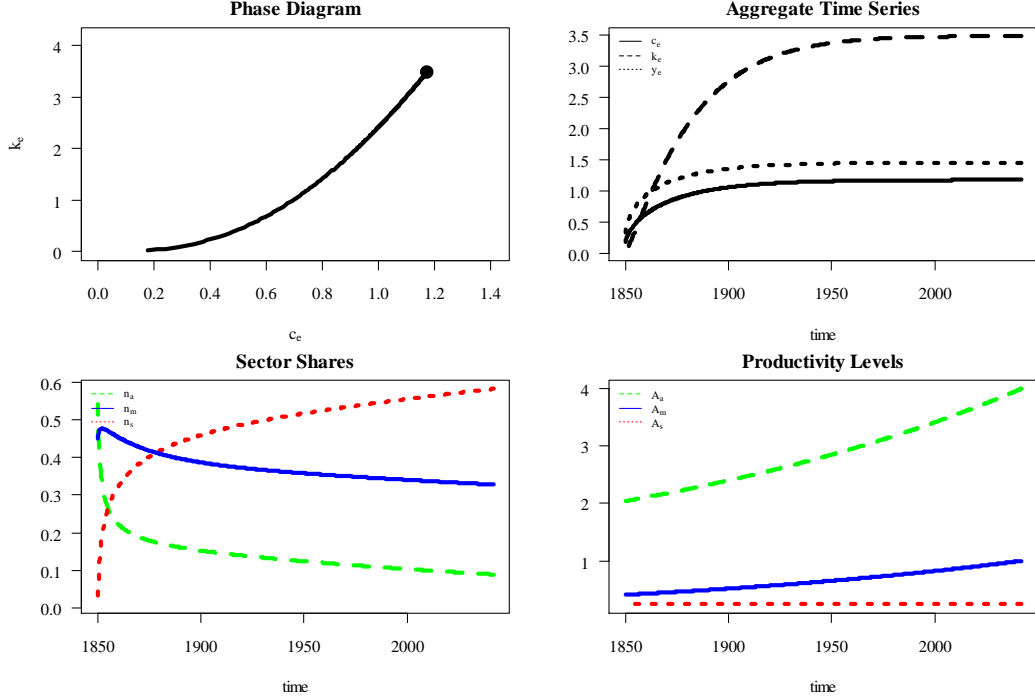 Phase Diagram
4
3
2
1
0
k_e
0.0 0.2 0.4 0.6 0.8 1.0 1.2 1.4
c_e
Aggregate Time Series
c_e
k_e
y_e
3.5
3.0
2.5
2.0
1.5
1.0
0.5
0.0
1850 1900 1950 2000
time
Sector Shares
n_a
n_m
n_s
0.6
0.5
0.4
0.3
0.2
0.1
0.0
1850 1900 1950 2000
time
Productivity Levels
A_a
A_m
A_s
4
3
2
1
1850 1900 1950 2000
time